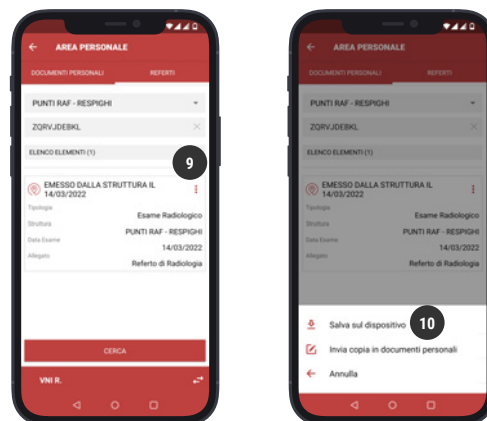 AREA PERSONALE
DOCUMENTI PERSONALI REFERTI
PUNTI RAF - RESPIGHI
ZQRVJDEBKL
ELENCO ELEMENTI (1)
9
EMESSO DALLA STRUTTURA IL
14/03/2022
Tipologia
Esame Radiologico
Struttura
PUNTI RAF - RESPIGHI
Data Esame
14/03/2022
Allegato
Referto di Radiologia
CERCA
VNI R.
AREA PERSONALE
DOCUMENTI PERSONALI REFERTI
PUNTI RAF - RESPIGHI
ZQRVJDEBKL
ELENCO ELEMENTI (1)
EMESSO DALLA STRUTTURA IL
14/03/2022
Tipologia
Esame Radiologico
Struttura
PUNTI RAF - RESPIGHI
Data Esame
14/03/2022
Allegato
Referto di Radiologia
Salva sul dispositivo 10
Invia copia in documenti personali
Annulla